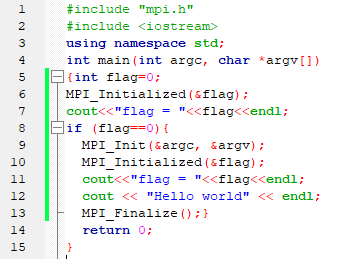 1 #include "mpi.h"
2 #include <iostream>
3 using namespace std;
4 int main(int argc, char *argv[])
5 {int flag=0;
6 MPI_Initialized(&flag);
7 cout<<"flag = "<<flag<<endl;
8 if (flag==0){
9   MPI_Init(&argc, &argv);
10   MPI_Initialized(&flag);
11   cout<<"flag = "<<flag<<endl;
12   cout << "Hello world" << endl;
13   MPI_Finalize();}
14   return 0;
15 }